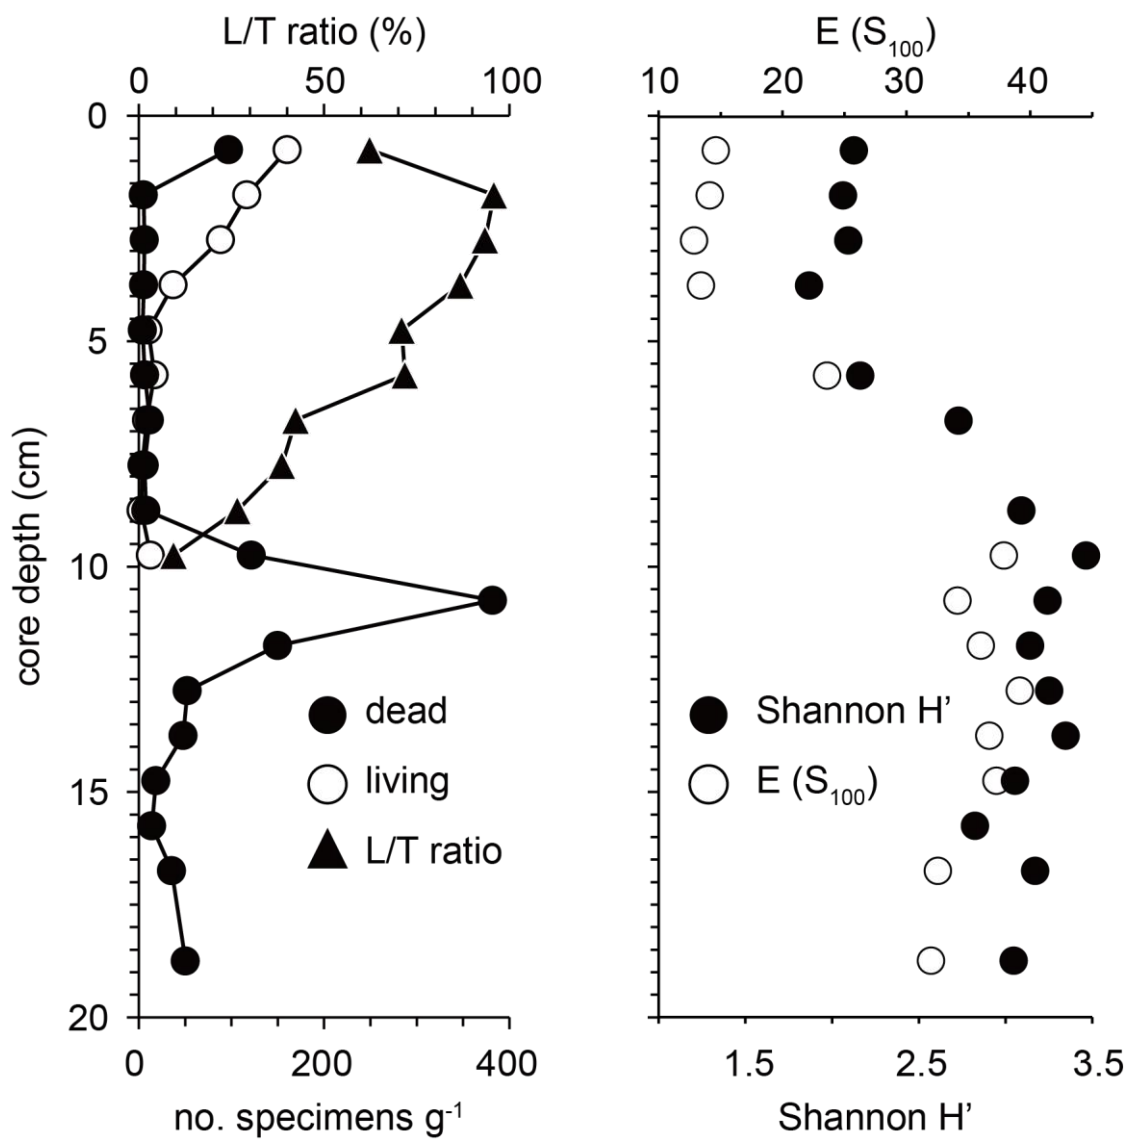 L/T ratio (%)
0 50 100
E (S100)
10 20 30 40
0
5
10
15
20
core depth (cm)
dead
living
L/T ratio
Shannon H’
E (S100)
0 200 400
no. specimens g-1
1.5 2.5 3.5
Shannon H’